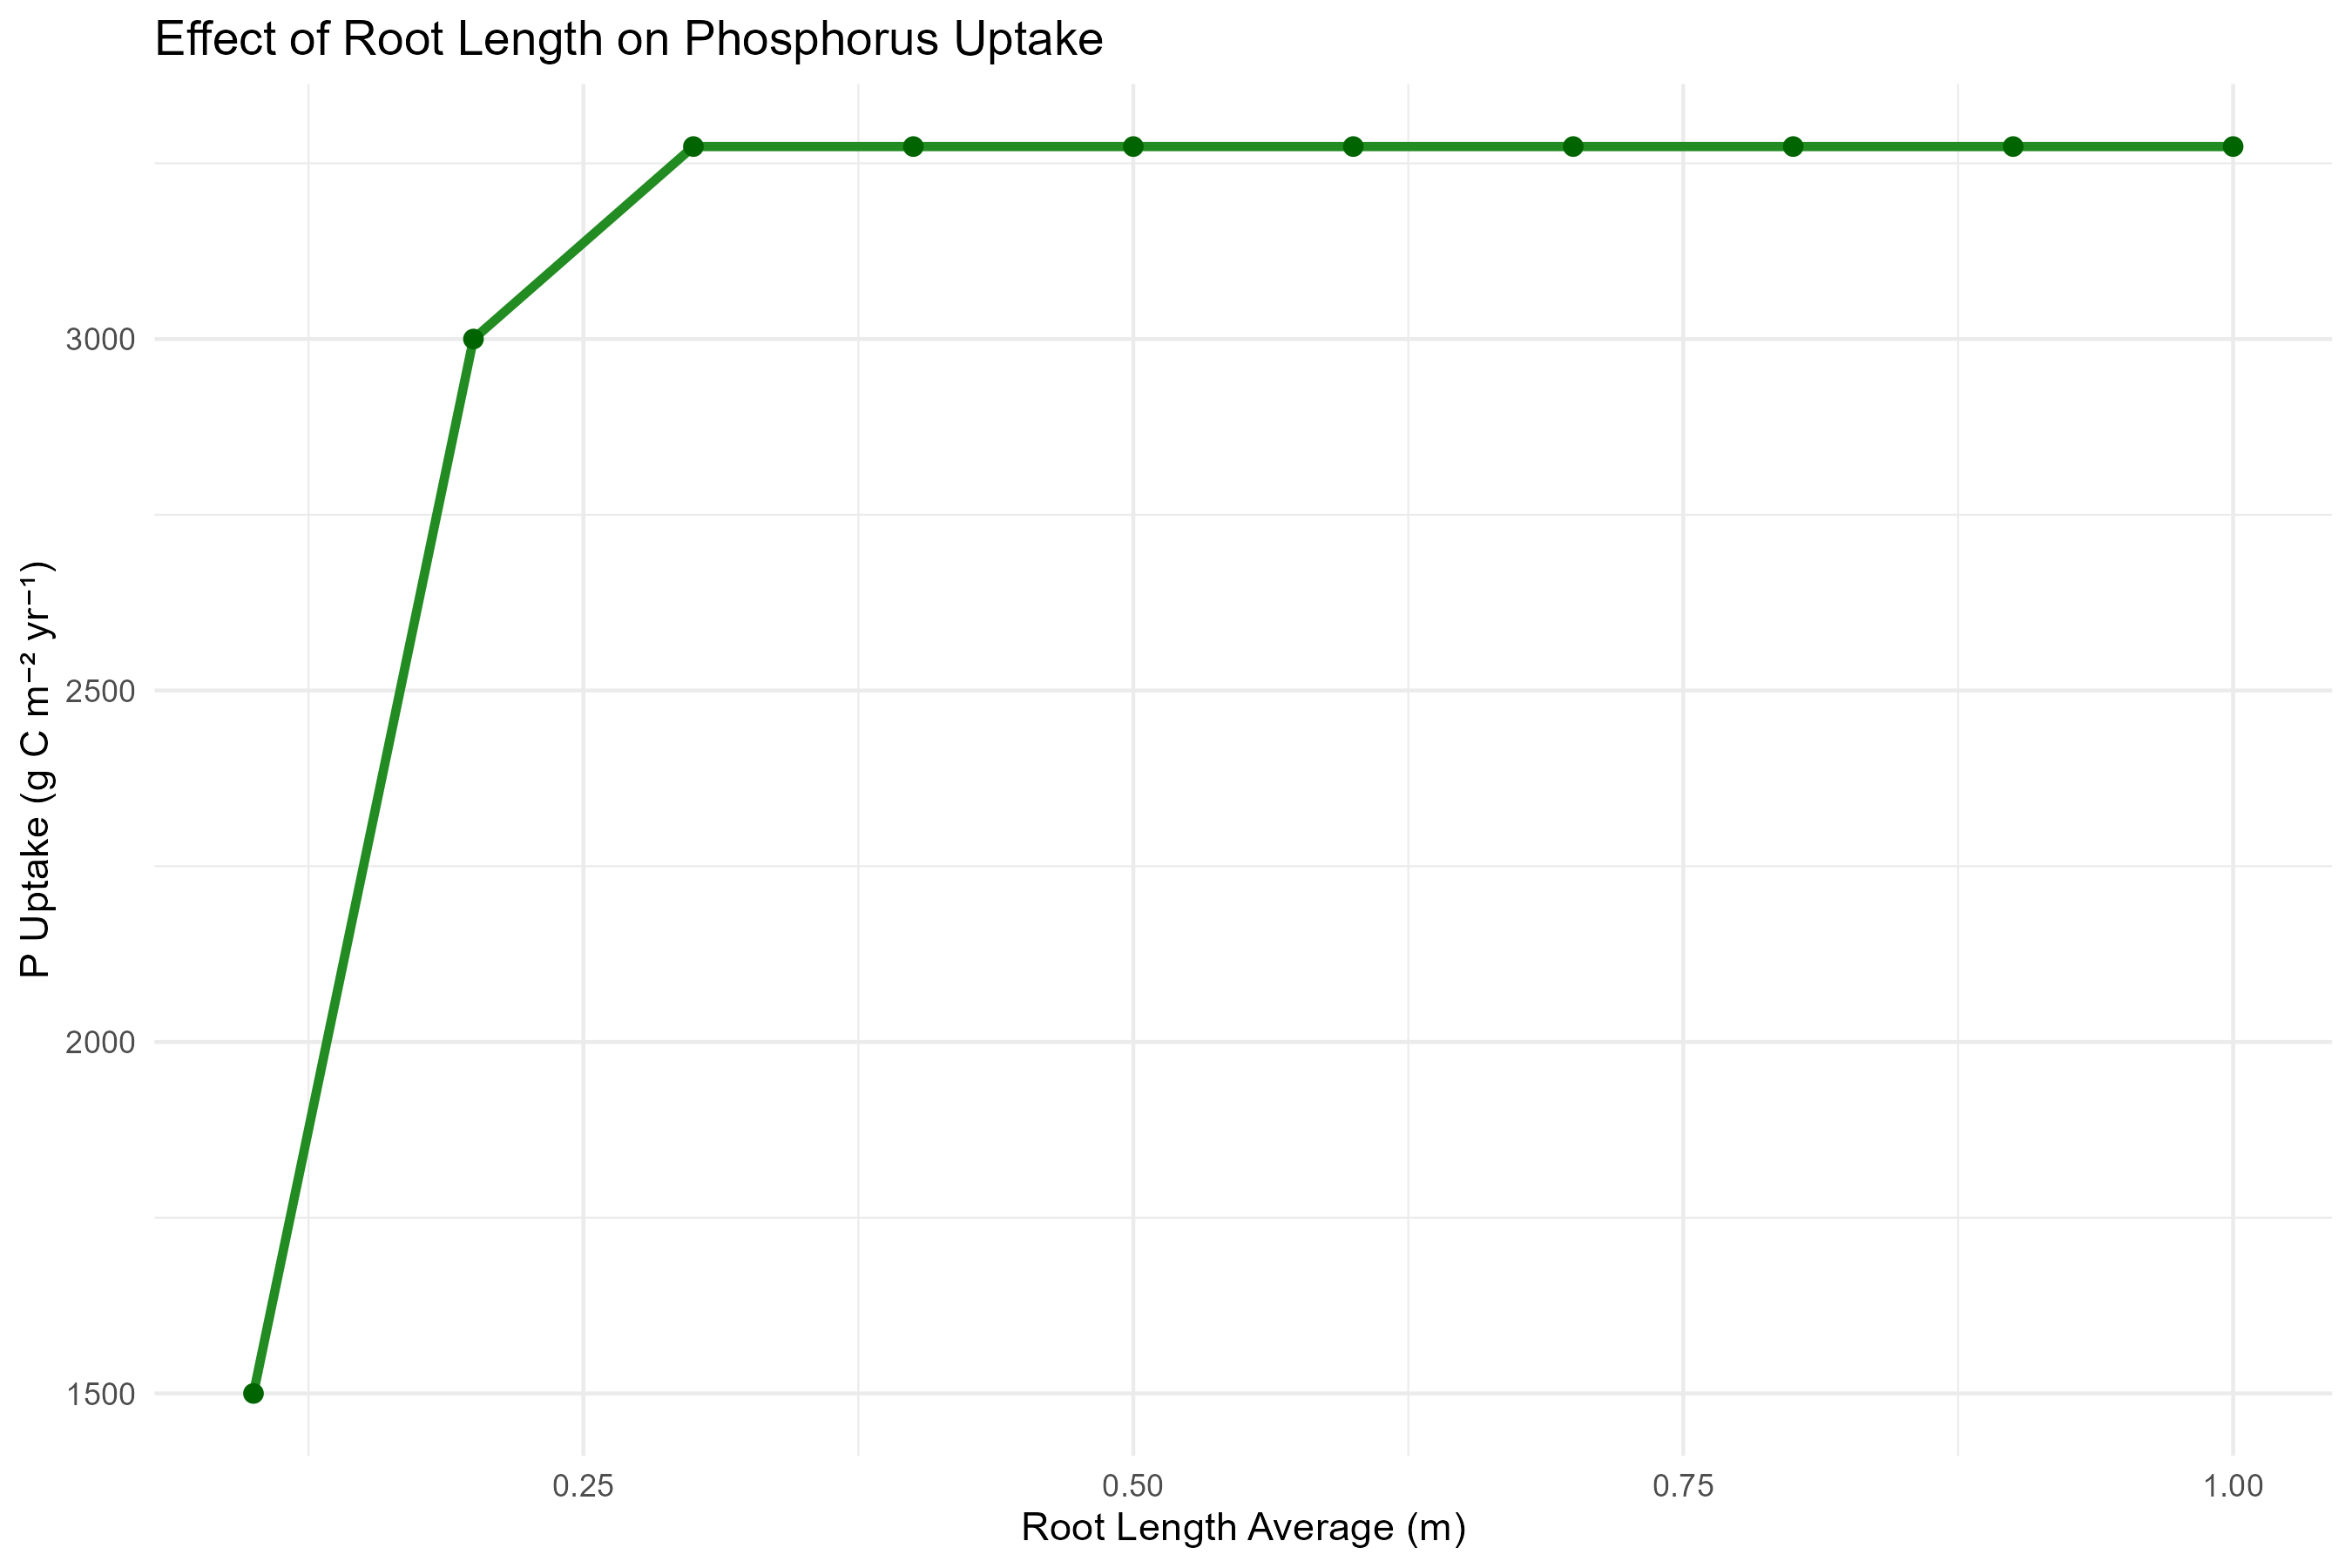 Effect of Root Length on Phosphorus Uptake
P Uptake (g C m⁻² yr⁻¹)
3000
2500
2000
1500
0.25
0.50
0.75
1.00
Root Length Average (m)